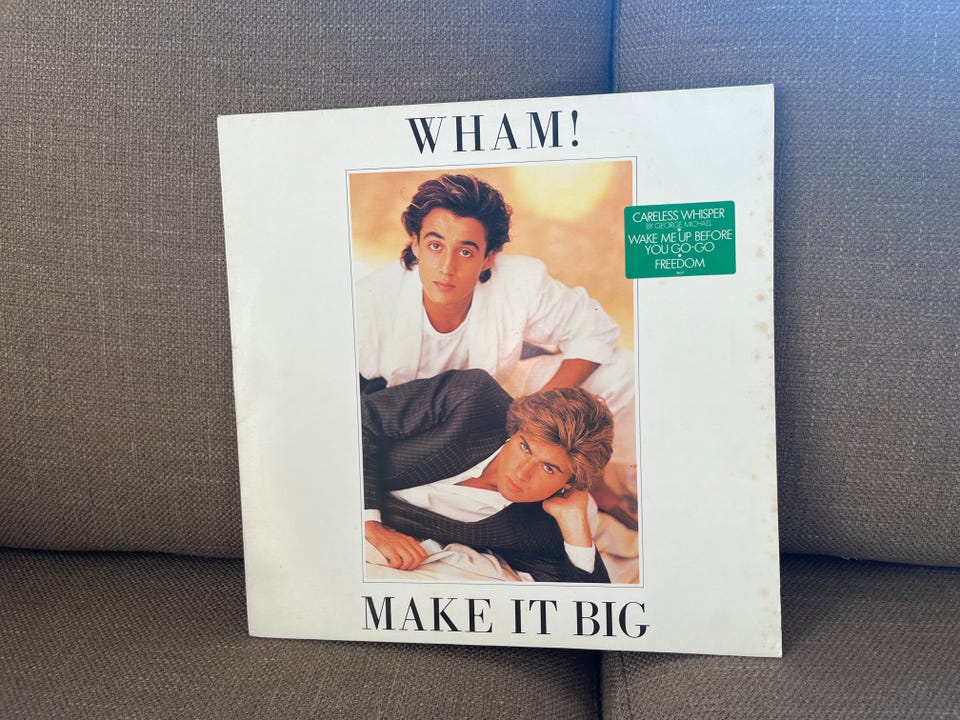 WHAM!
CARELESS WHISPER
BY GEORGE MICHAEL
WAKE ME UP BEFORE
YOU GO-GO
•
FREEDOM
MAKE IT BIG